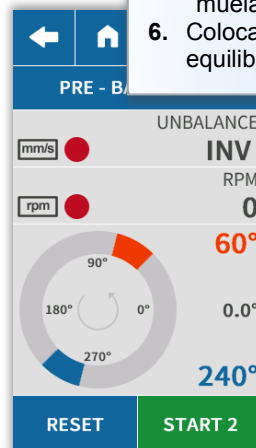 muela
6. Coloca
equilib
PRE - BA
UNBALANCE
mm/s
INV
RPM
rpm
0
60°
90°
180°
0°
0.0°
270°
240°
RESET
START 2